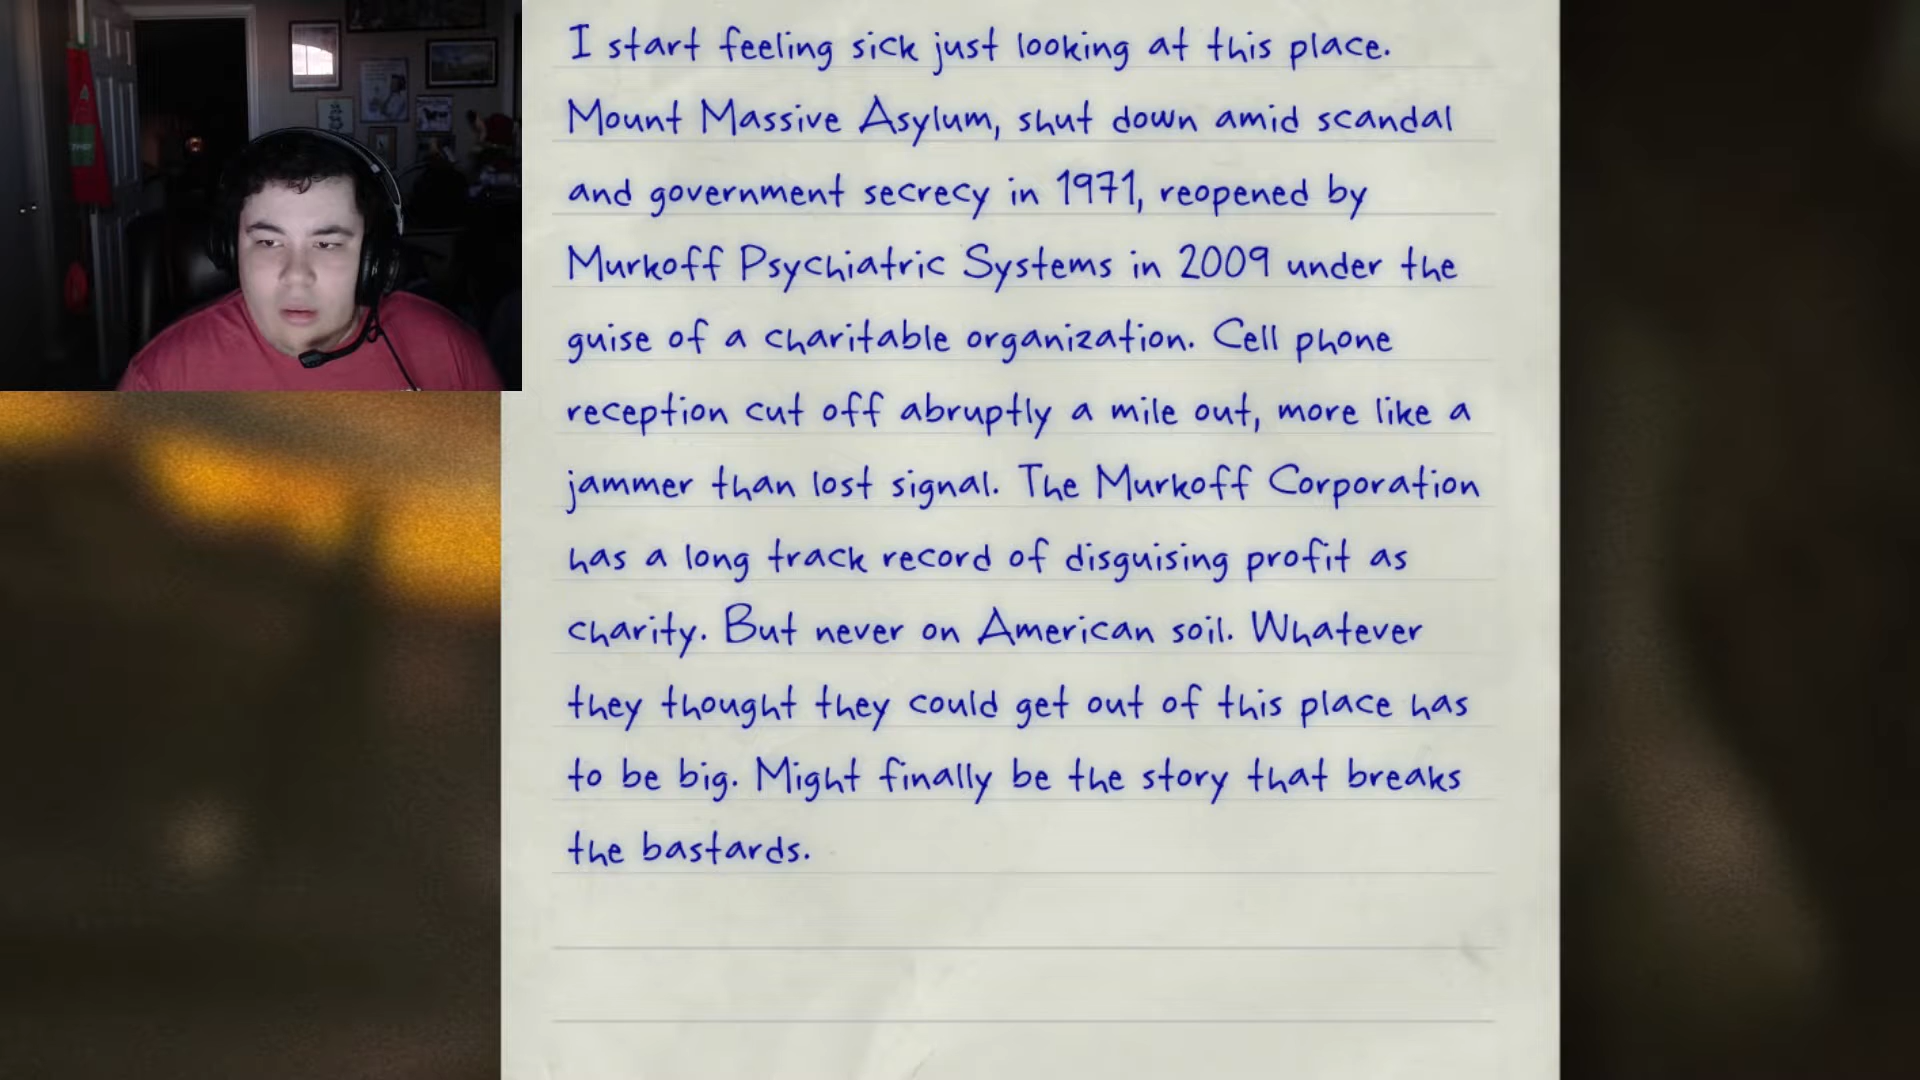 I start feeling sick just looking at this place.
Mount Massive Asylum, shut down amid scandal
and government secrecy in 1971, reopened by
Murkoff Psychiatric Systems in 2009 under the
guise of a charitable organization. Cell phone
reception cut off abruptly a mile out, more like a
jammer than lost signal. The Murkoff Corporation
has a long track record of disguising profit as
charity. But never on American soil. Whatever
they thought they could get out of this place has
to be big. Might finally be the story that breaks
the bastards.